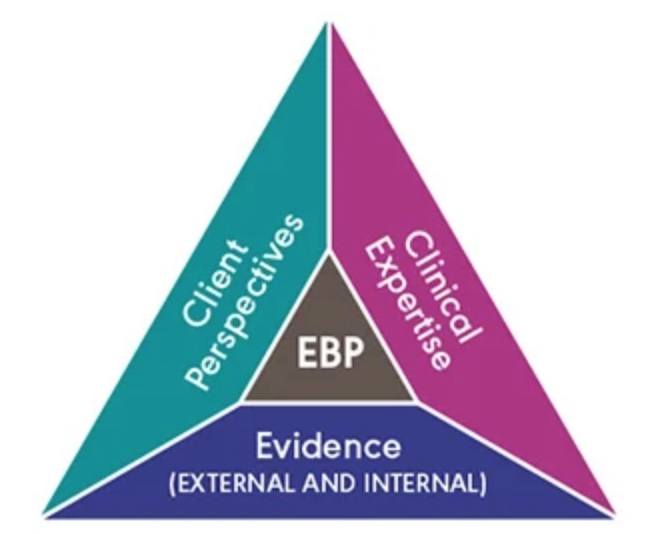 Client
Perspectives
Clinical
Expertise
EBP
Evidence
(EXTERNAL AND INTERNAL)